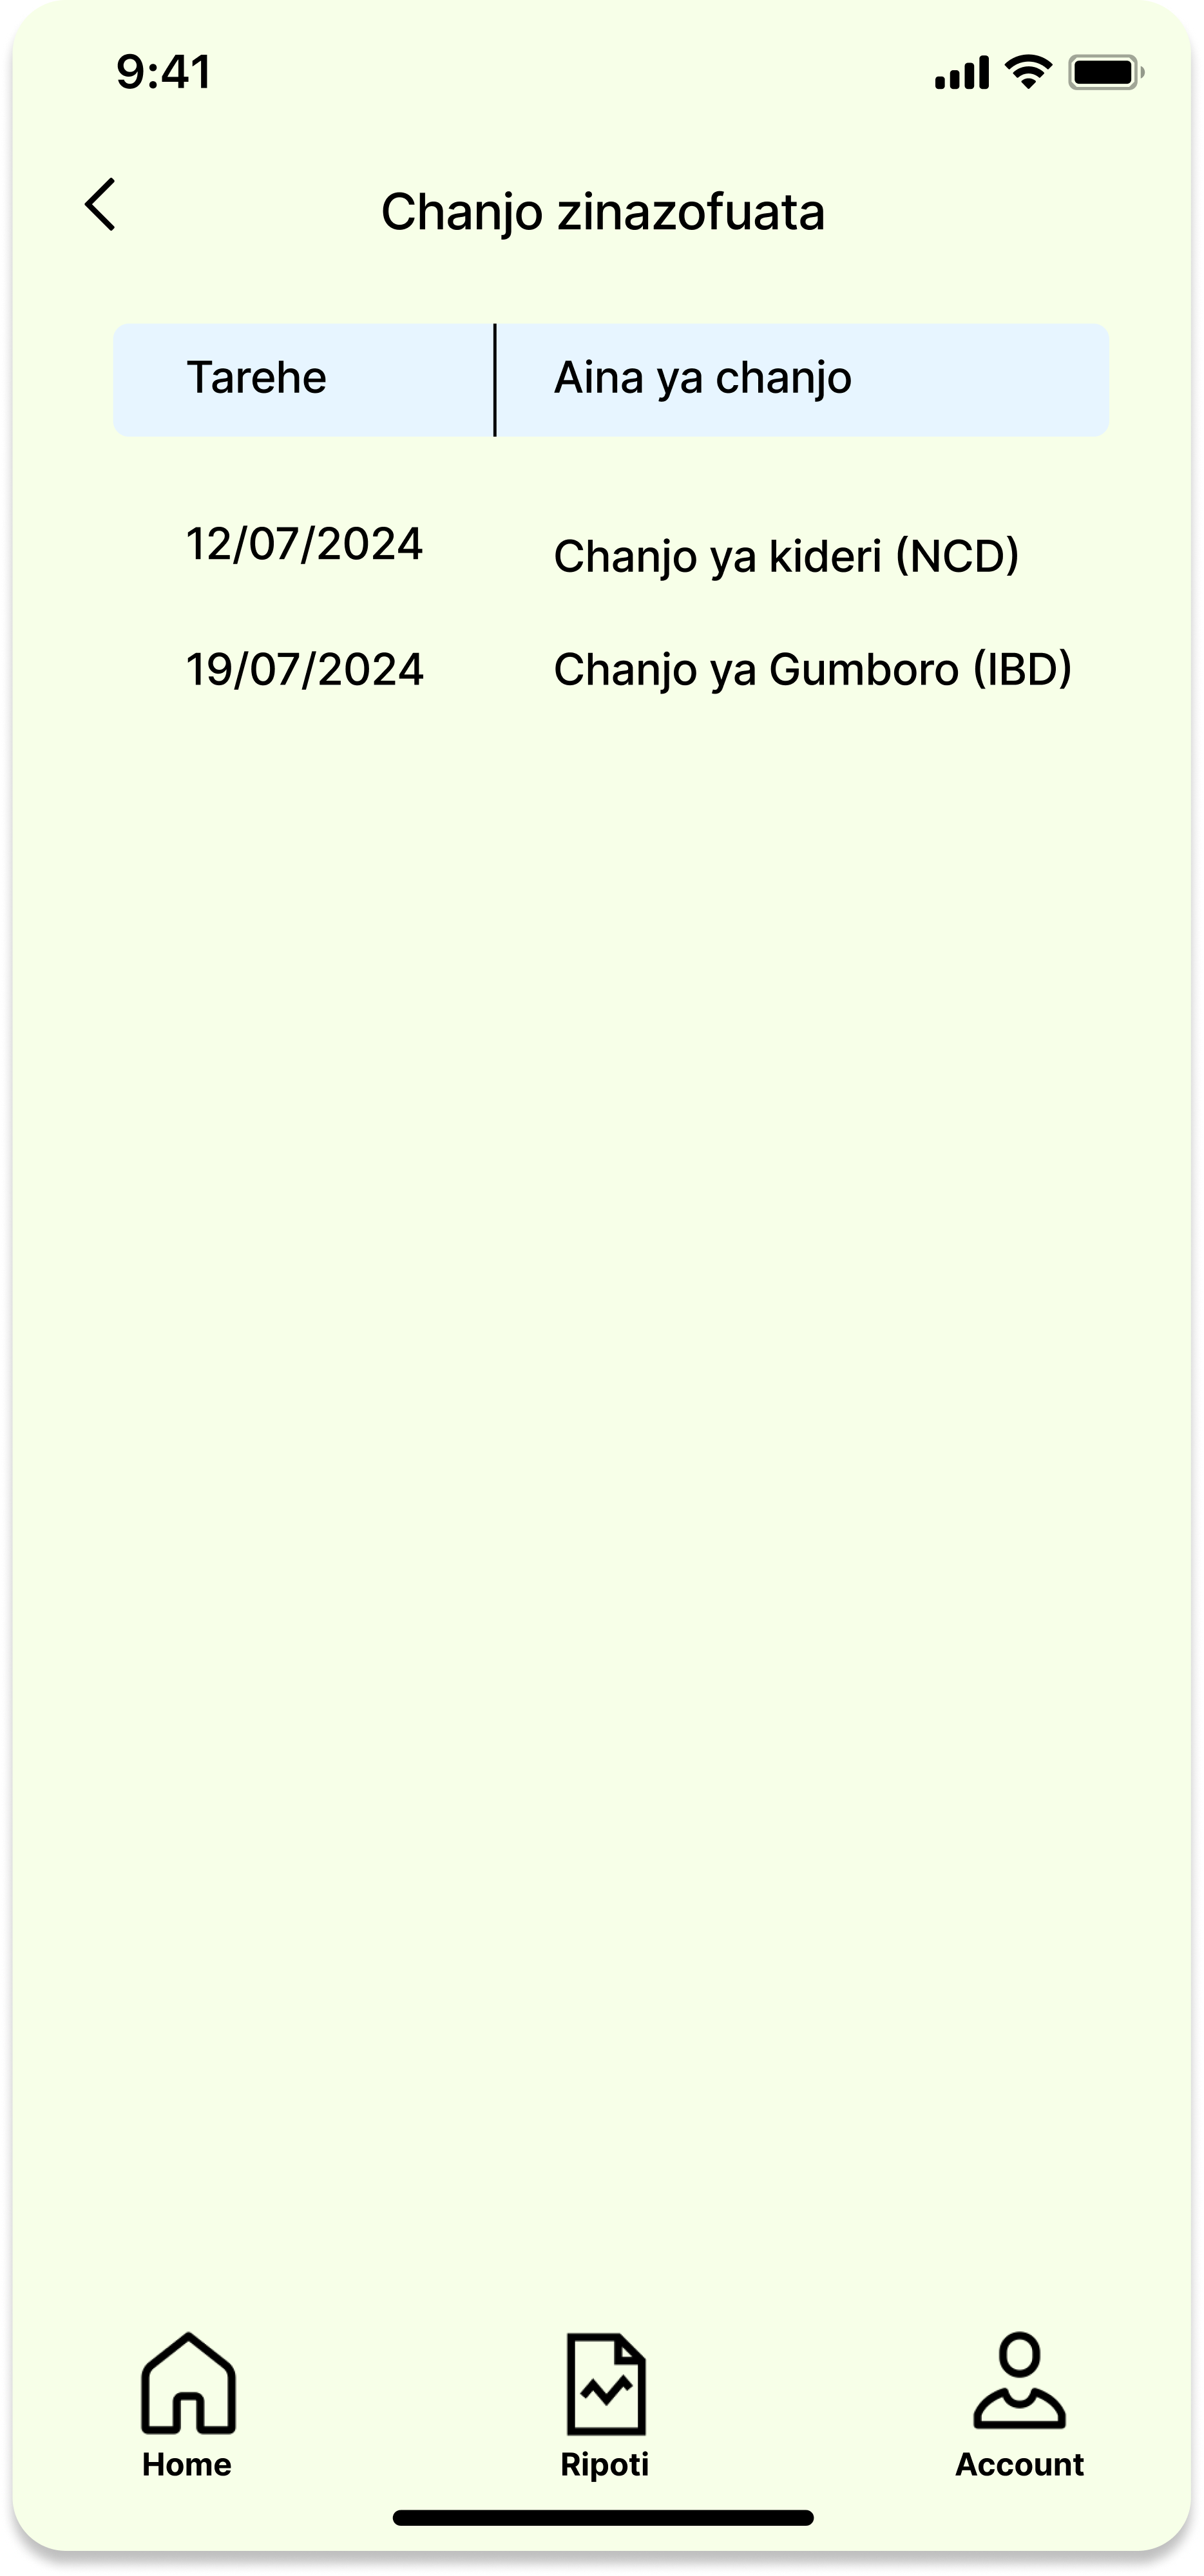 9:41
Chanjo zinazofuata
Tarehe
Aina ya chanjo
12/07/2024
Chanjo ya kideri (NCD)
19/07/2024
Chanjo ya Gumboro (IBD)
Home
Ripoti
Account